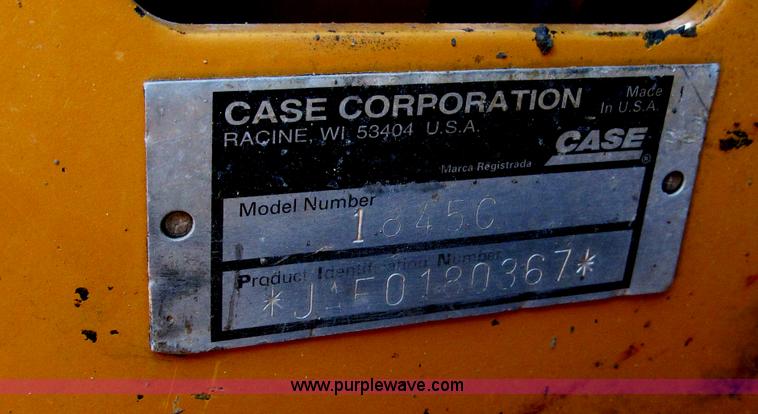 CASE CORPORATION
RACINE, WI 53404 U.S.A.
Made
In U.S.A.
CASE®
Marca Registrada
Model Number
1845C
Product Identification Number
*JAF0180367*
www.purplewave.com